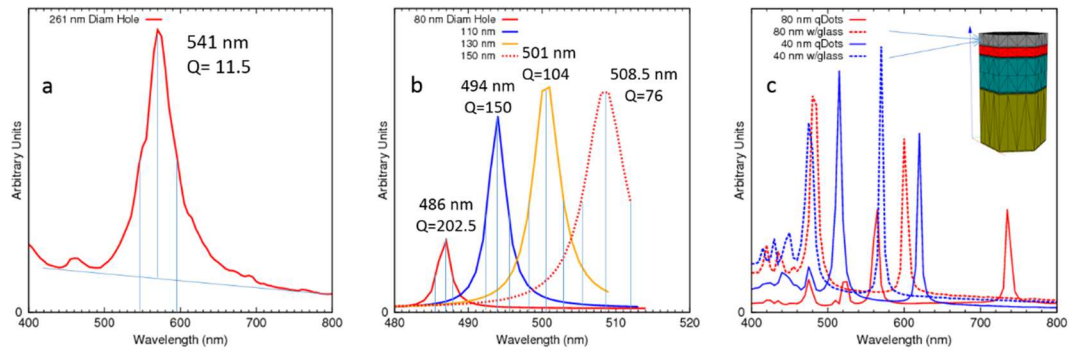 261 nm Diam Hole
541 nm
Q= 11.5
a
Arbitrary Units
0
400 500 600 700 800
Wavelength (nm)
80 nm Diam Hole
110 nm
130 nm
150 nm
501 nm
Q=104
508.5 nm
Q=76
b
494 nm
Q=150
486 nm
Q=202.5
Arbitrary Units
0
480 490 500 510 520
Wavelength (nm)
80 nm qDots
80 nm w/glass
40 nm qDots
40 nm w/glass
c
Arbitrary Units
0
400 500 600 700 800
Wavelength (nm)